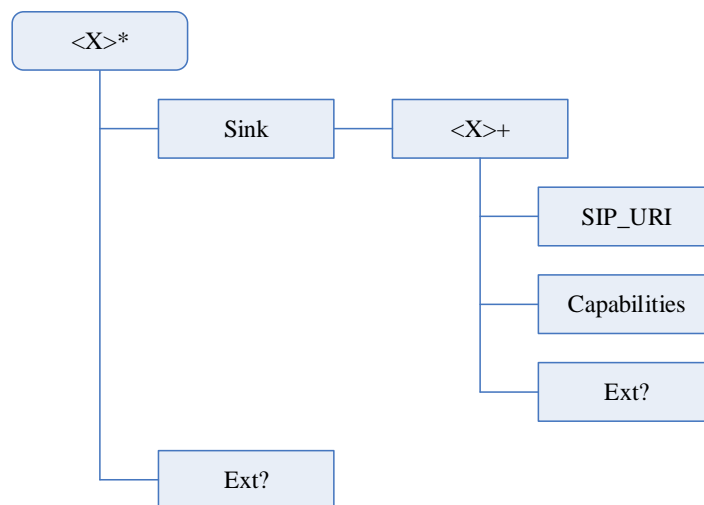 <X>*
Sink
<X>+
SIP_URI
Capabilities
Ext?
Ext?